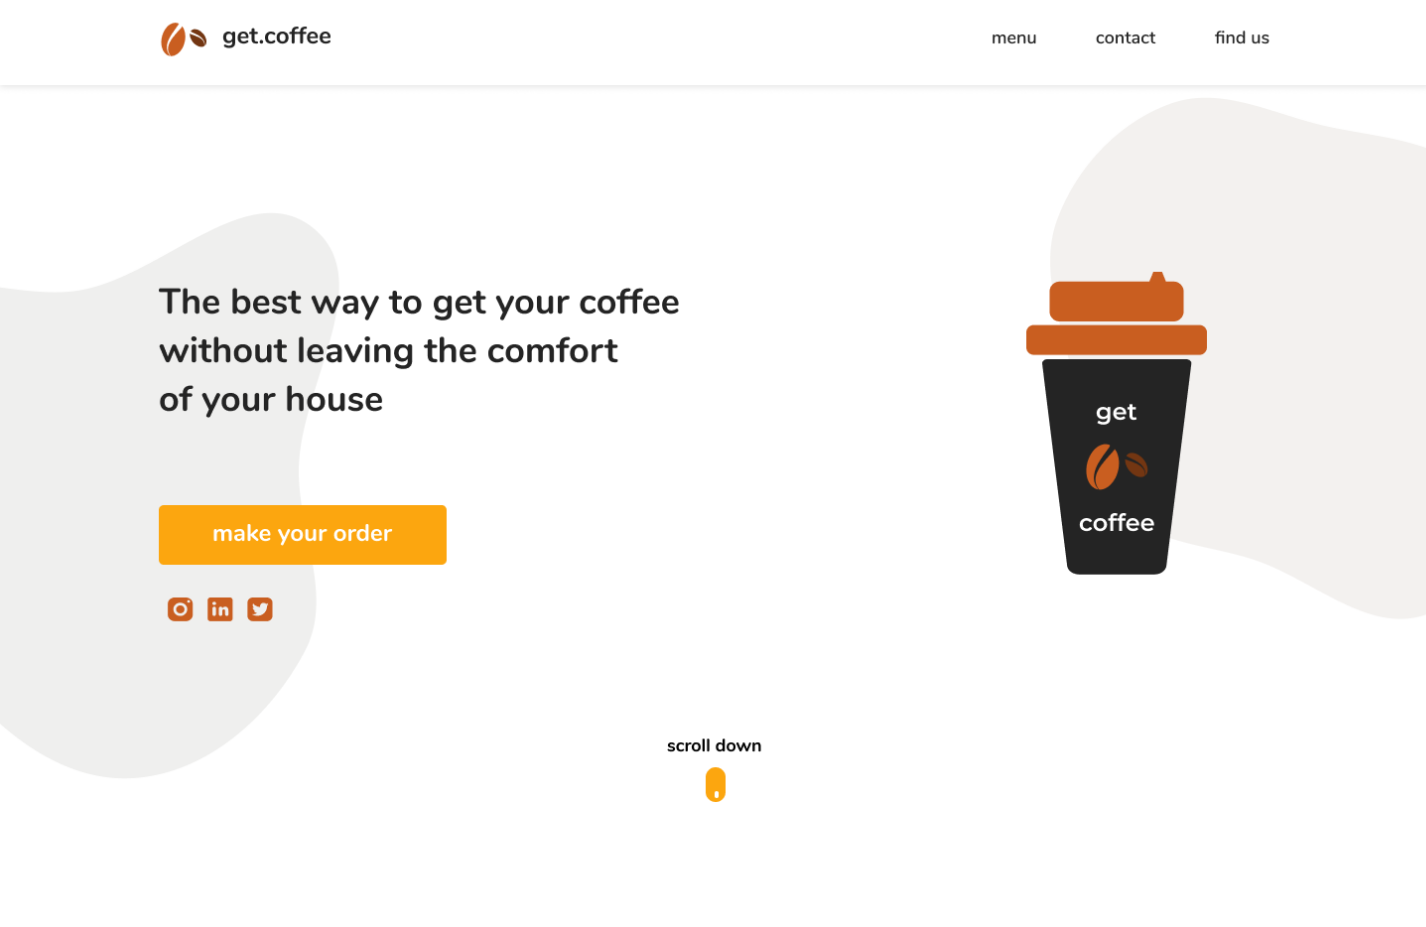 get.coffee
menu
contact
find us
The best way to get your coffee
without leaving the comfort
of your house
get
coffee
make your order
in
scroll down